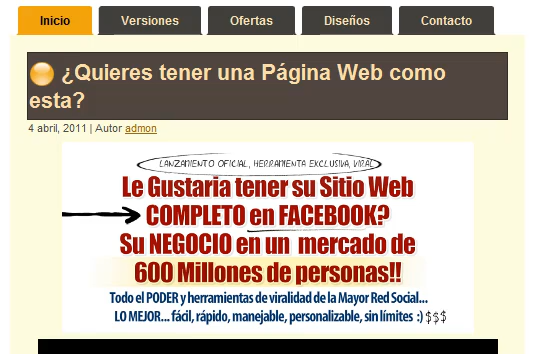 Inicio Versiones Ofertas Diseños Contacto
¿Quieres tener una Página Web como
esta?
4 abril, 2011 | Autor admon
LANZAMIENTO OFICIAL, HERRAMIENTA EXCLUSIVA, VIRAL
Le Gustaria tener su Sitio Web
COMPLETO en FACEBOOK?
Su NEGOCIO en un mercado de
600 Millones de personas!!
Todo el PODER y herramientas de viralidad de la Mayor Red Social...
LO MEJOR... fácil, rápido, manejable, personalizable, sin límites :) $$$